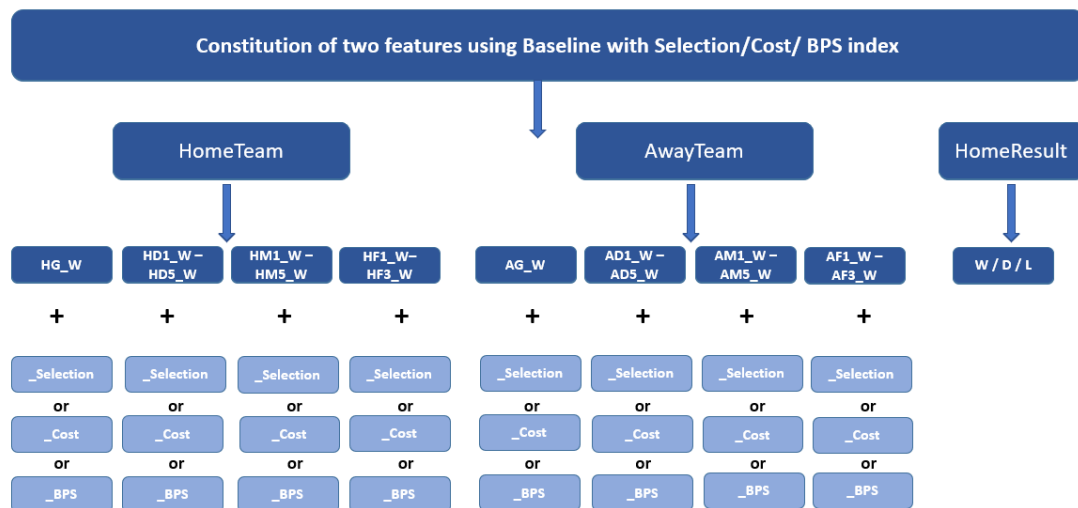 Constitution of two features using Baseline with Selection/Cost/ BPS index
HomeTeam
AwayTeam
HomeResult
HG_W
HD1_W –
HD5_W
HM1_W –
HM5_W
HF1_W–
HF3_W
AG_W
AD1_W –
AD5_W
AM1_W –
AM5_W
AF1_W –
AF3_W
W / D / L
+ + + + + + + +
_Selection _Selection _Selection _Selection _Selection _Selection _Selection _Selection
or or or or or or or or
_Cost _Cost _Cost _Cost _Cost _Cost _Cost _Cost
or or or or or or or or
_BPS _BPS _BPS _BPS _BPS _BPS _BPS _BPS